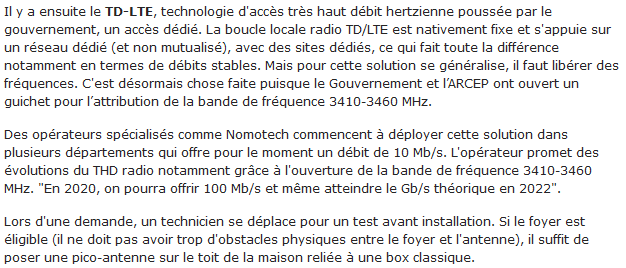 Il y a ensuite le TD-LTE, technologie d'accès très haut débit hertzienne poussée par le
gouvernement, un accès dédié. La boucle locale radio TD/LTE est nativement fixe et s'appuie sur
un réseau dédié (et non mutualisé), avec des sites dédiés, ce qui fait toute la différence
notamment en termes de débits stables. Mais pour cette solution se généralise, il faut libérer des
fréquences. C'est désormais chose faite puisque le Gouvernement et l’ARCEP ont ouvert un
guichet pour l’attribution de la bande de fréquence 3410-3460 MHz.
Des opérateurs spécialisés comme Nomotech commencent à déployer cette solution dans
plusieurs départements qui offre pour le moment un débit de 10 Mb/s. L'opérateur promet des
évolutions du THD radio notamment grâce à l'ouverture de la bande de fréquence 3410-3460
MHz. "En 2020, on pourra offrir 100 Mb/s et même atteindre le Gb/s théorique en 2022".
Lors d'une demande, un technicien se déplace pour un test avant installation. Si le foyer est
éligible (il ne doit pas avoir trop d'obstacles physiques entre le foyer et l'antenne), il suffit de
poser une pico-antenne sur le toit de la maison reliée à une box classique.